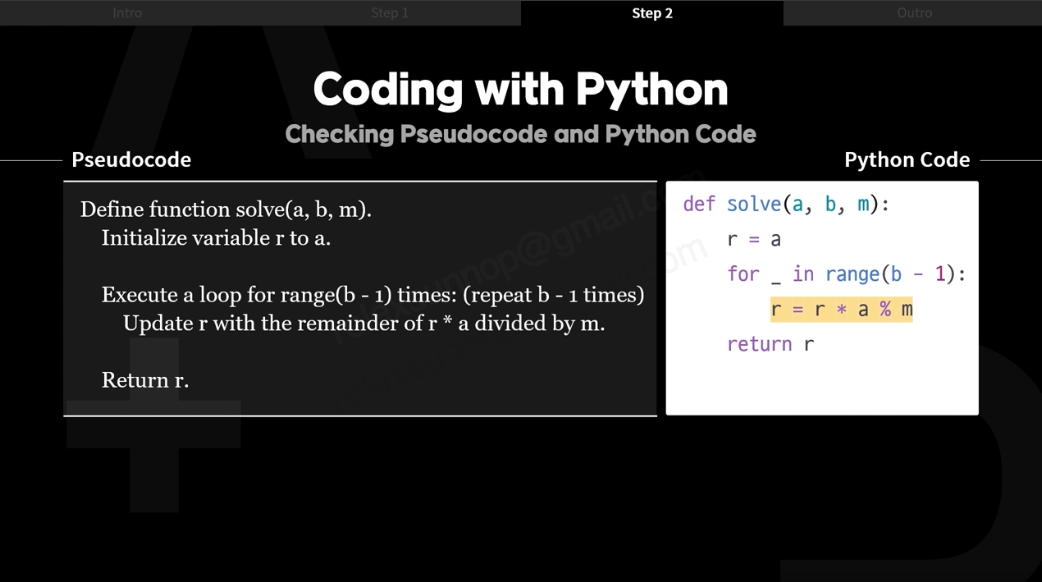 Intro
Step 1
Step 2
Outro
Coding with Python
Checking Pseudocode and Python Code
Pseudocode
Define function solve(a, b, m).
Initialize variable r to a.
Execute a loop for range(b - 1) times: (repeat b - 1 times)
Update r with the remainder of r * a divided by m.
Return r.
Python Code
def solve(a, b, m):
r = a
for _ in range(b - 1):
r = r * a % m
return r